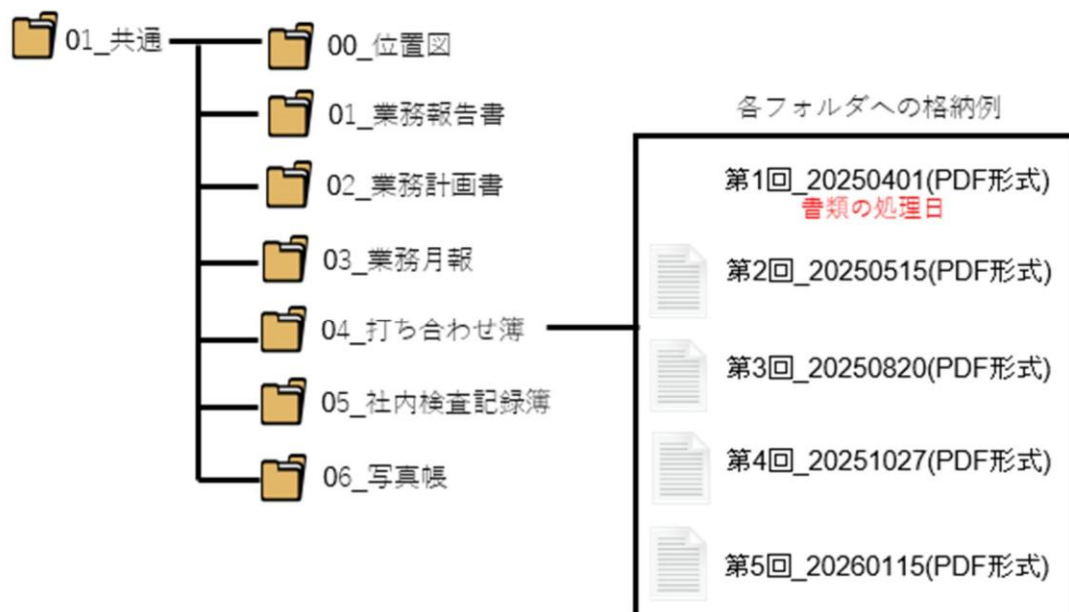 01_共通
00_位置図
01_業務報告書
02_業務計画書
03_業務月報
04_打ち合わせ簿
05_社内検査記録簿
06_写真帳
各フォルダへの格納例
第1回_20250401(PDF形式)
書類の処理日
第2回_20250515(PDF形式)
第3回_20250820(PDF形式)
第4回_20251027(PDF形式)
第5回_20260115(PDF形式)